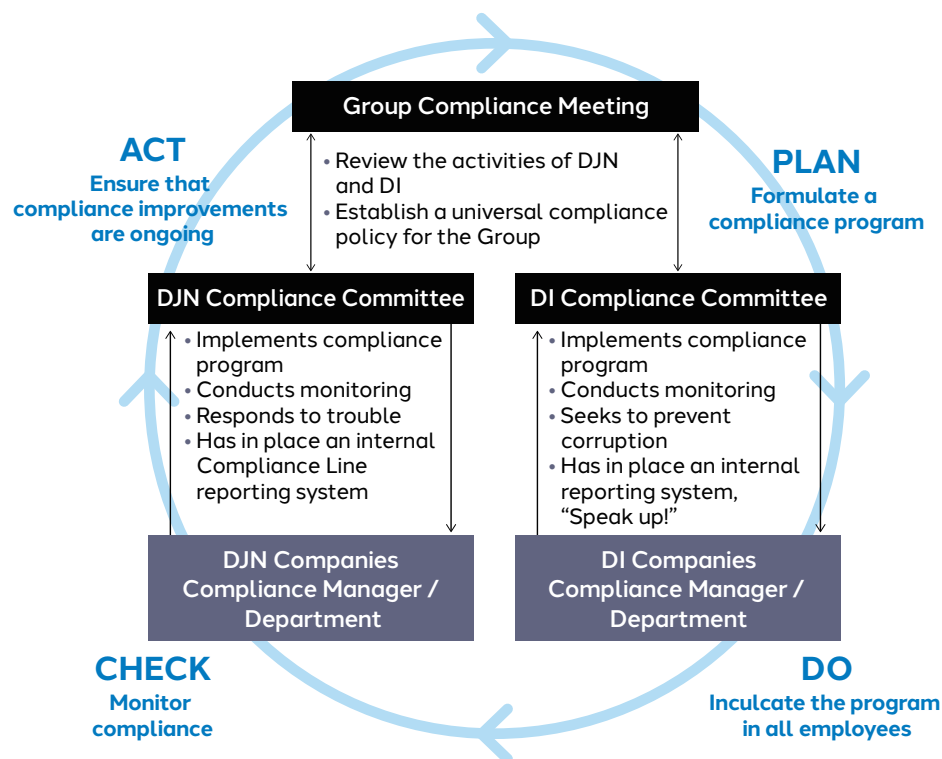 Group Compliance Meeting
ACT
Ensure that
compliance improvements
are ongoing
• Review the activities of DJN
and DI
• Establish a universal compliance
policy for the Group
PLAN
Formulate a
compliance program
DJN Compliance Committee
• Implements compliance
program
• Conducts monitoring
• Responds to trouble
• Has in place an internal
Compliance Line
reporting system
DI Compliance Committee
• Implements compliance
program
• Conducts monitoring
• Seeks to prevent
corruption
• Has in place an internal
reporting system,
“Speak up!”
DJN Companies
Compliance Manager /
Department
DI Companies
Compliance Manager /
Department
CHECK
Monitor
compliance
DO
Inculcate the program
in all employees